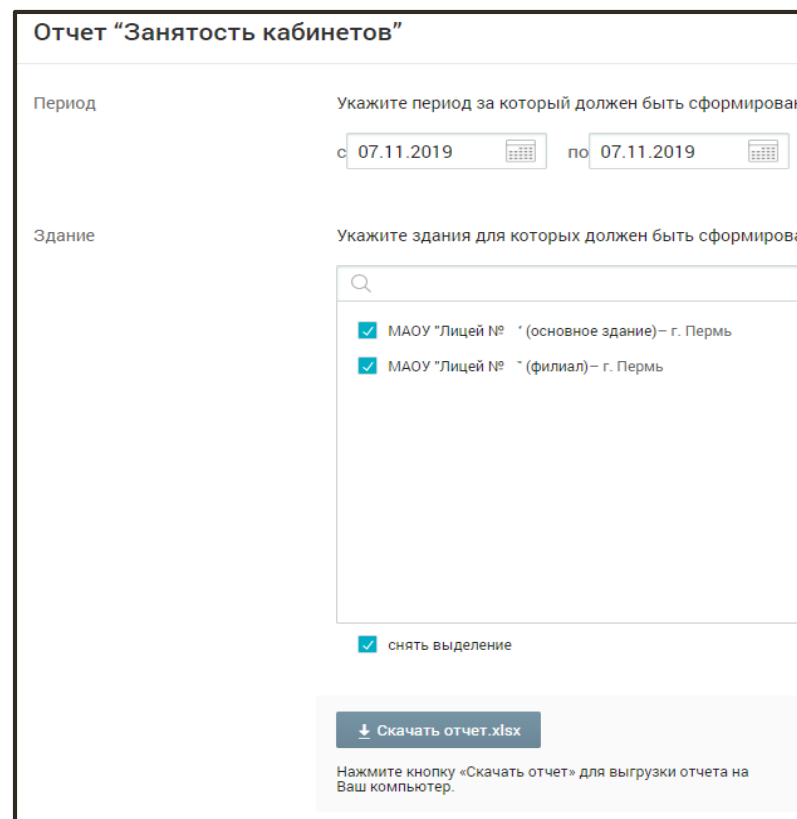 Отчет “Занятость кабинетов”
Период
Укажите период за который должен быть
с 07.11.2019 по 07.11.2019
Здание
Укажите здания для которых должен быть
МАОУ "Лицей № " (основное здание)– г. Пермь
МАОУ "Лицей № " (филиал)– г. Пермь
снять выделение
Скачать отчет.xlsx
Нажмите кнопку «Скачать отчет» для выгрузки отчета на
Ваш компьютер.